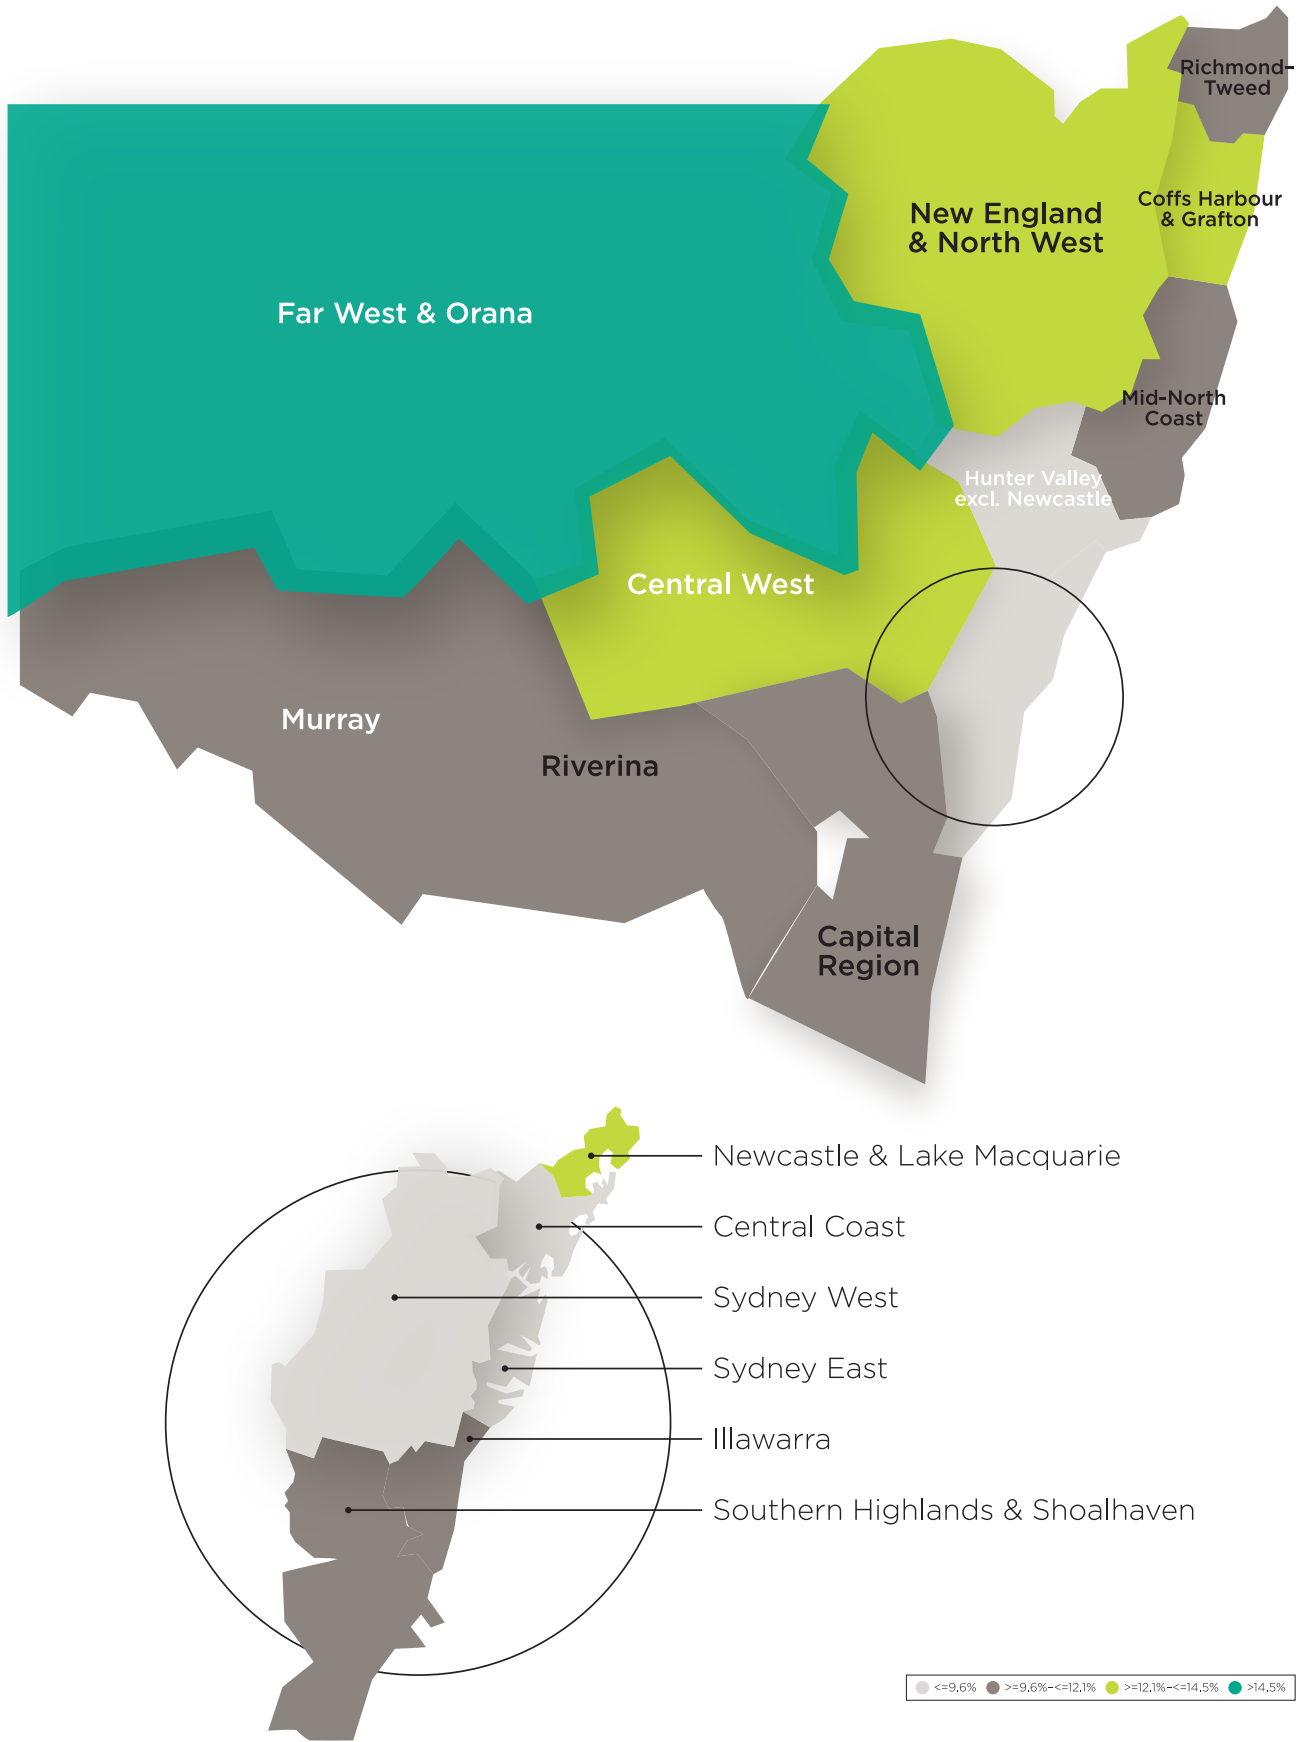 Richmond-
Tweed
Coffs Harbour
& Grafton
New England
& North West
Far West & Orana
Mid-North
Coast
Hunter Valley
excl. Newcastle
Central West
Murray
Riverina
Capital
Region
Newcastle & Lake Macquarie
Central Coast
Sydney West
Sydney East
Illawarra
Southern Highlands & Shoalhaven
<=9.6% >=9.6%-<=12.1% >=12.1%-<=14.5% >14.5%